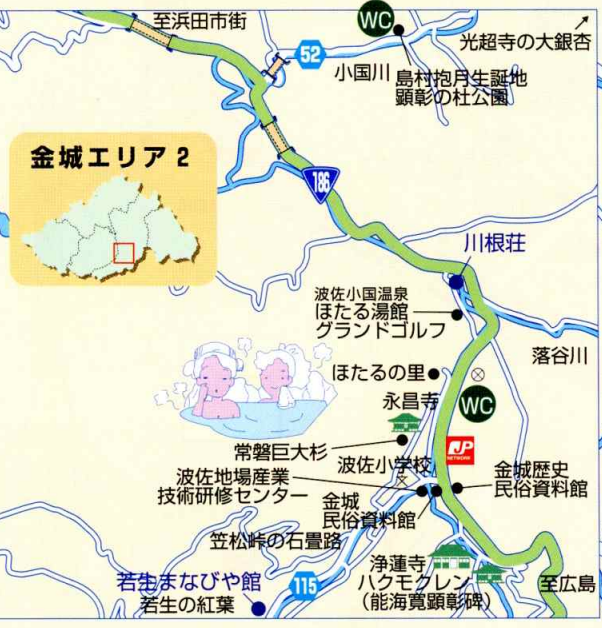 至浜田市街
WC
52
光超寺の大銀杏
小国川
島村抱月生誕地
顕彰の杜公園
金城エリア2
186
川根荘
波佐小国温泉
ほたる湯館
グランドゴルフ
落谷川
ほたるの里
永昌寺
WC
JP
NETWORK
常磐巨大杉
波佐小学校
金城歴史
民俗資料館
波佐地場産業
技術研修センター
金城
民俗資料館
笠松峠の石畳路
浄蓮寺
ハクモクレン
(能海寛顕彰碑)
至広島
若生まなびや館
若生の紅葉
115